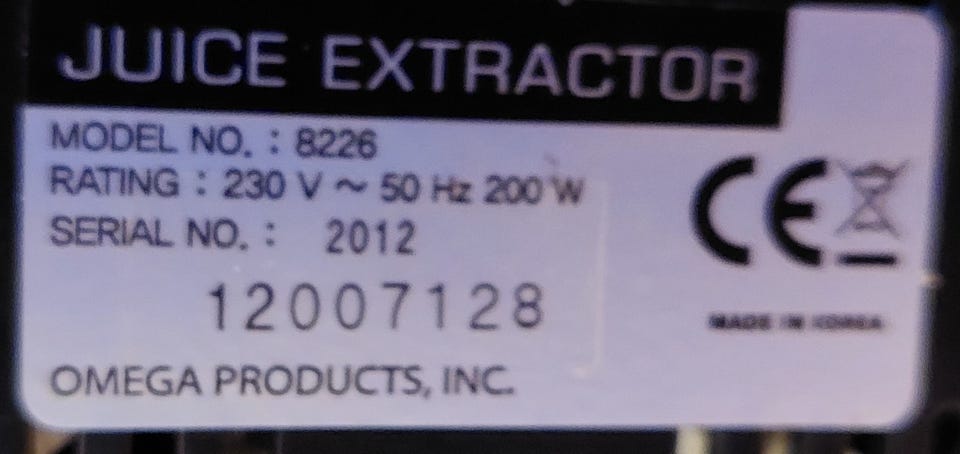 JUICE EXTRACTOR
MODEL NO. : 8226
RATING : 230 V ~ 50 Hz 200 W
SERIAL NO. : 2012
12007128
OMEGA PRODUCTS, INC.
CE
MADE IN KOREA